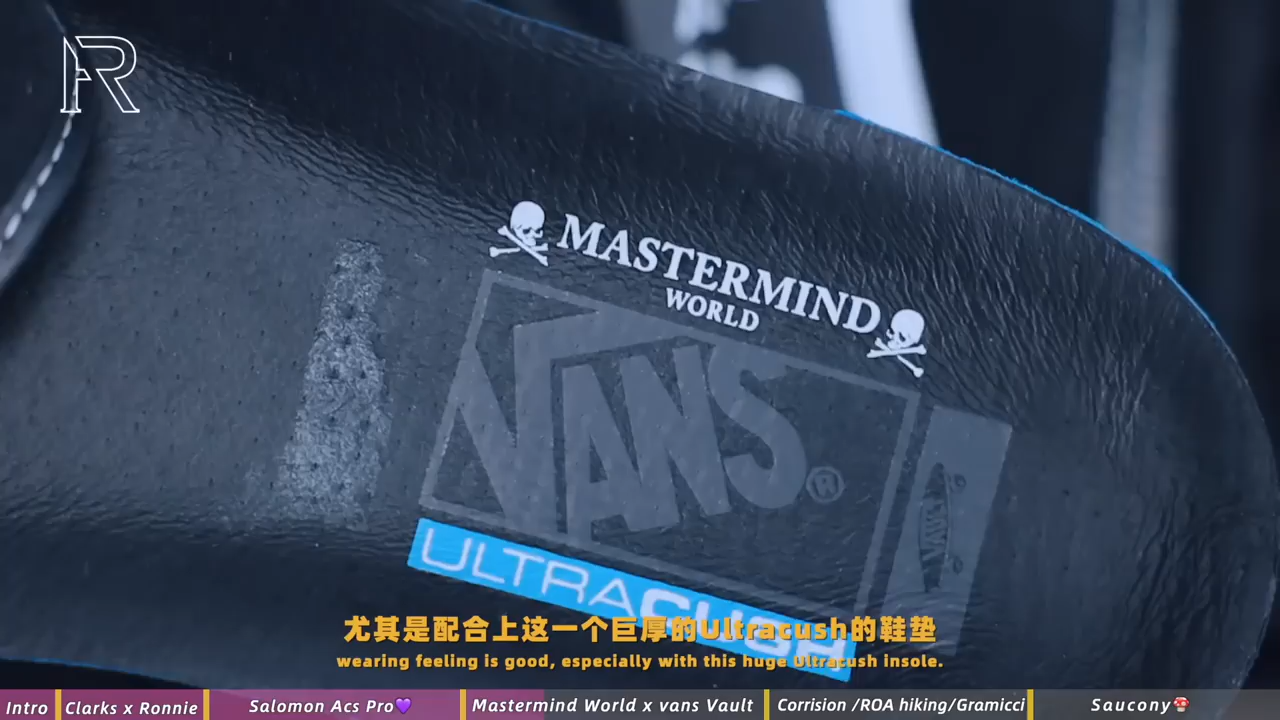 R
MASTERMIND
WORLD
VANS®
VANS
ULTRACUSH
尤其是配合上这一个巨厚的Ultracush的鞋垫
wearing feeling is good, especially with this huge Ultracush insole.
Intro
Clarks x Ronnie
Salomon Acs Pro💜
Mastermind World x vans Vault
Corrision /ROA hiking/Gramicci
Saucony🍄